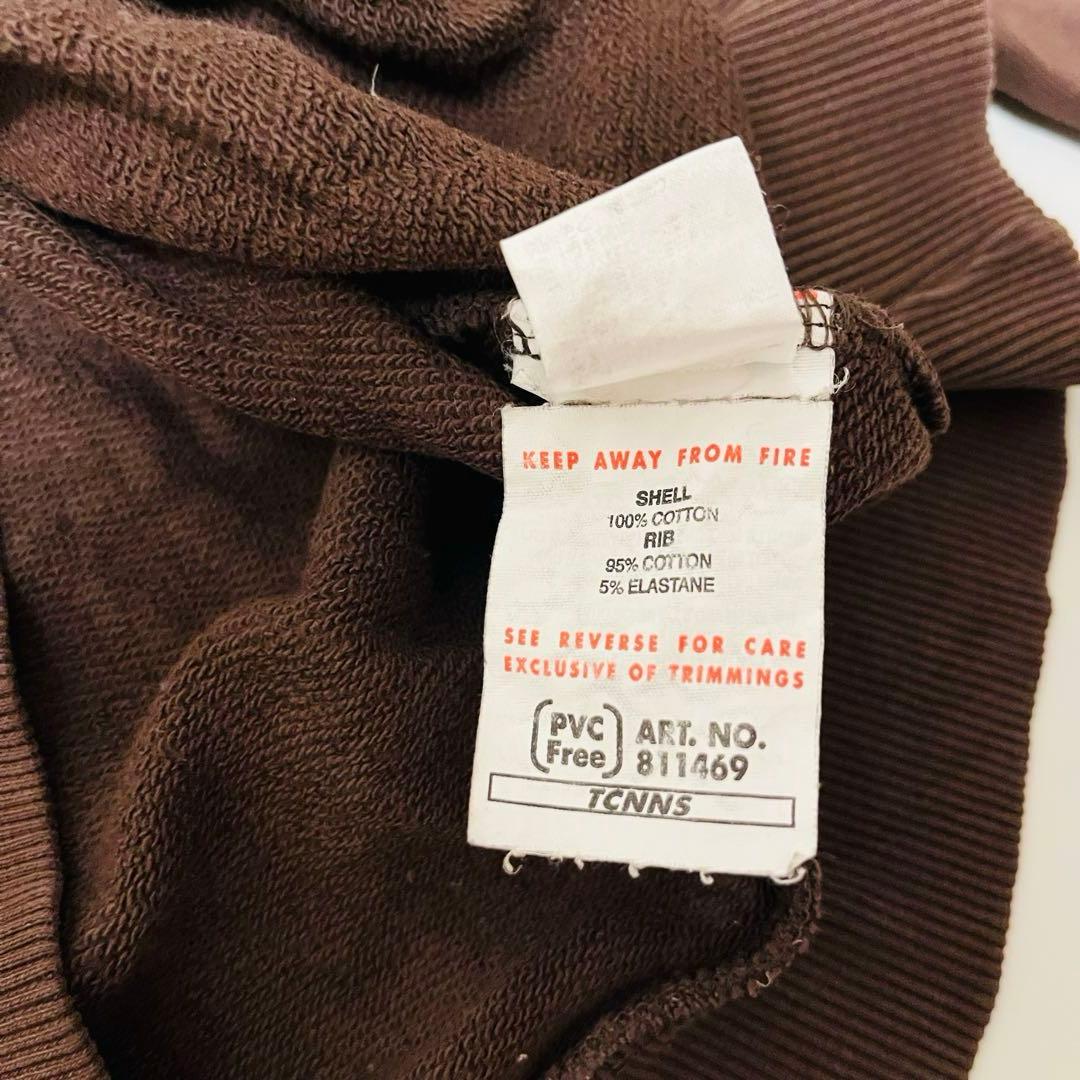 KEEP AWAY FROM FIRE
SHELL
100% COTTON
RIB
95% COTTON
5% ELASTANE
SEE REVERSE FOR CARE
EXCLUSIVE OF TRIMMINGS
PVC
Free
ART. NO.
811469
TCNNS